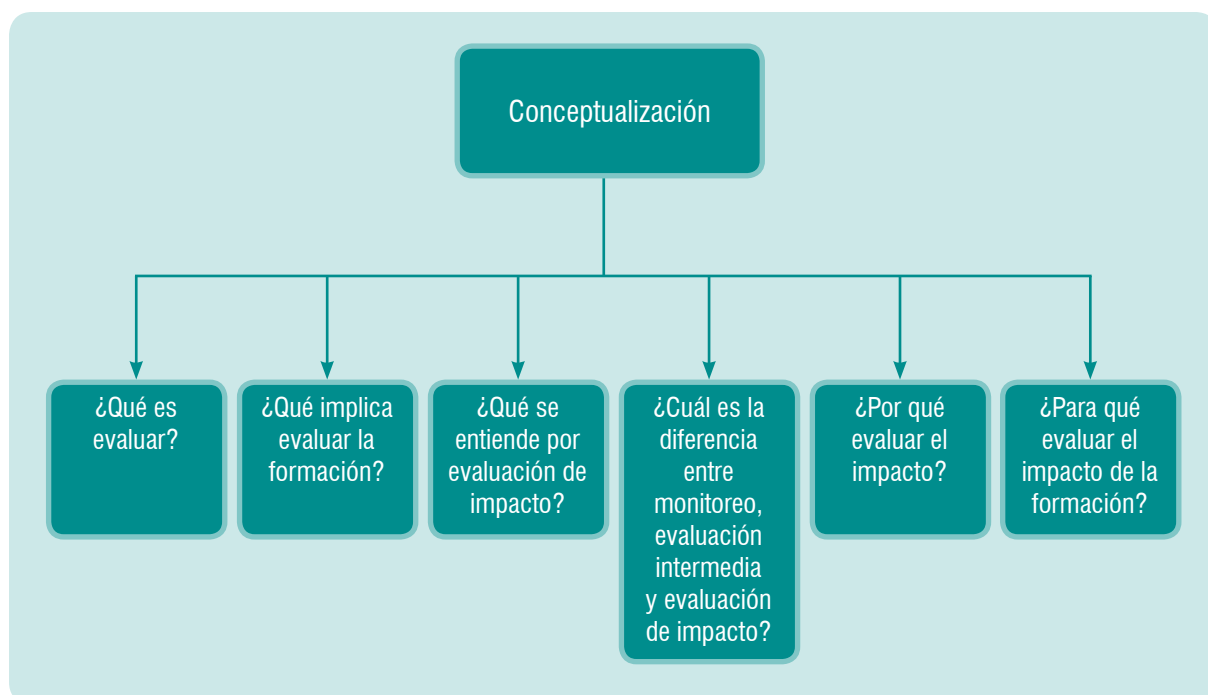 Conceptualización
¿Qué es
evaluar?
¿Qué implica
evaluar la
formación?
¿Qué se
entiende por
evaluación de
impacto?
¿Cuál es la
diferencia
entre
monitoreo,
evaluación
intermedia
y evaluación
de impacto?
¿Por qué
evaluar el
impacto?
¿Para qué
evaluar el
impacto de la
formación?